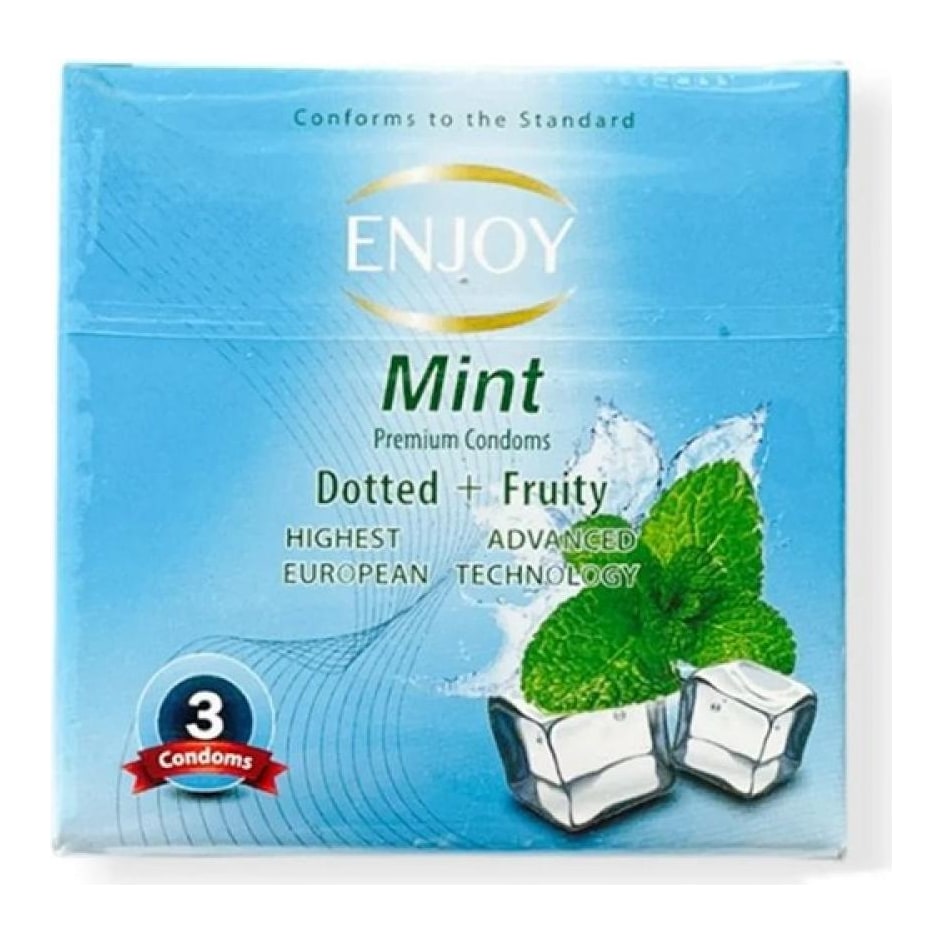 Conforms to the Standard
ENJOY
Mint
Premium Condoms
Dotted + Fruity
HIGHEST ADVANCED
EUROPEAN TECHNOLOGY
3
Condoms